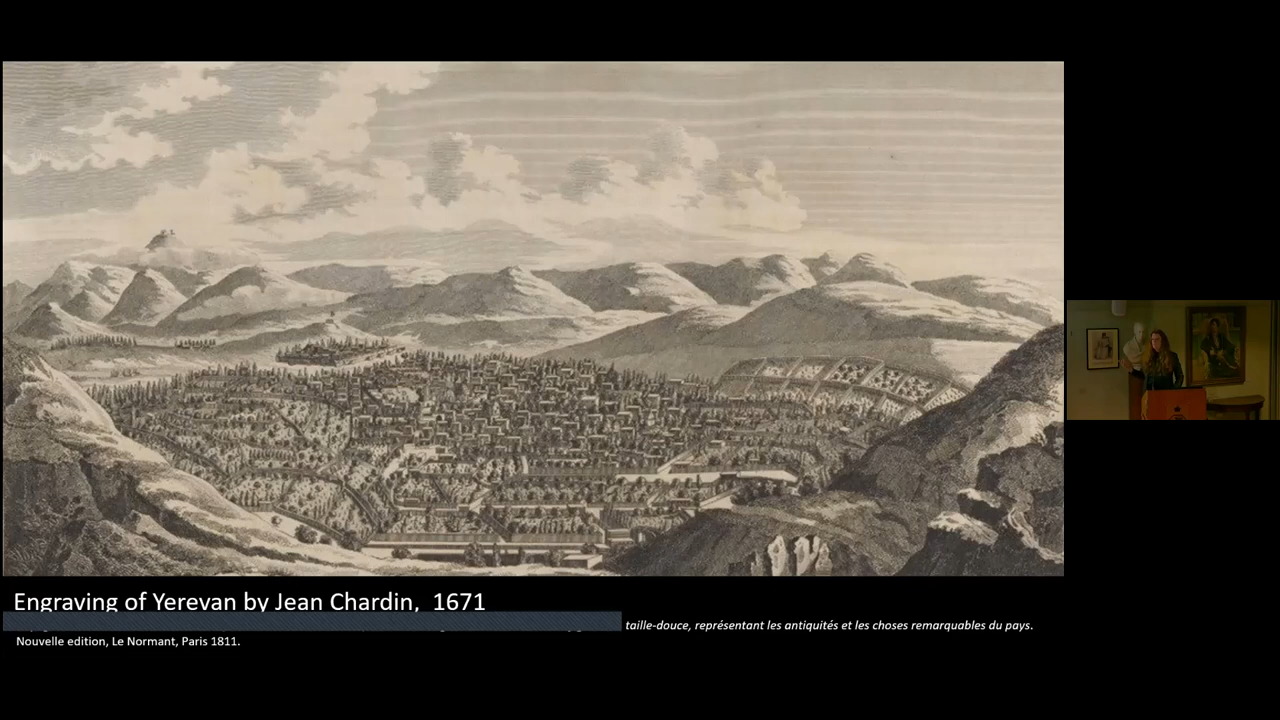 Engraving of Yerevan by Jean Chardin, 1671
taille-douce, représentant les antiquités et les choses remarquables du pays.
Nouvelle edition, Le Normant, Paris 1811.